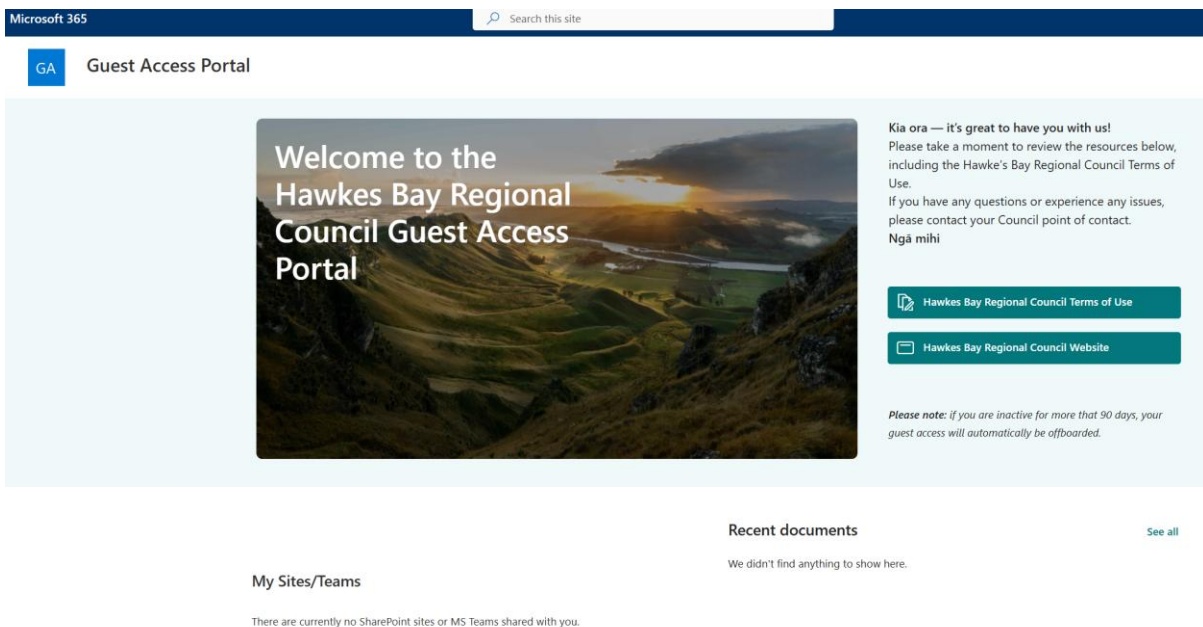 Microsoft 365
Search this site
GA
Guest Access Portal
Welcome to the
Hawkes Bay Regional
Council Guest Access
Portal
Kia ora — it's great to have you with us!
Please take a moment to review the resources below,
including the Hawke's Bay Regional Council Terms of
Use.
If you have any questions or experience any issues,
please contact your Council point of contact.
Ngā mihi
Hawkes Bay Regional Council Terms of Use
Hawkes Bay Regional Council Website
Please note: if you are inactive for more that 90 days, your
guest access will automatically be offboarded.
Recent documents
See all
We didn't find anything to show here.
My Sites/Teams
There are currently no SharePoint sites or MS Teams shared with you.